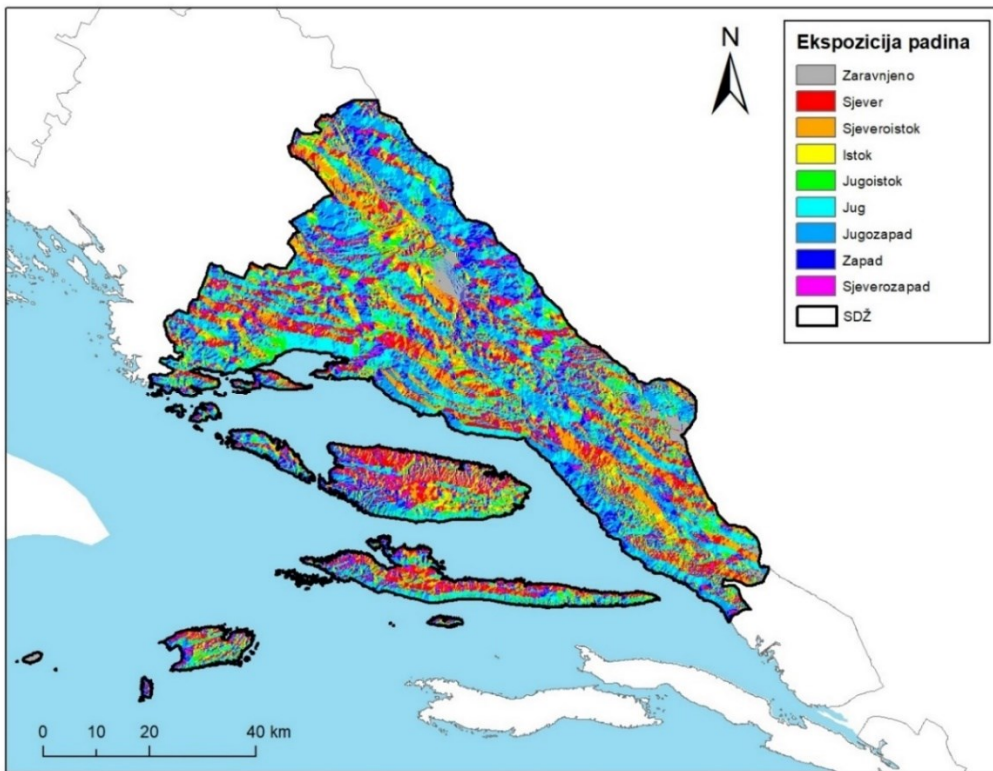 N
Ekspozicija padina
Zaravnjeno
Sjever
Sjeveroistok
Istok
Jugoistok
Jug
Jugozapad
Zapad
Sjeverozapad
SDŽ
0 10 20 40 km